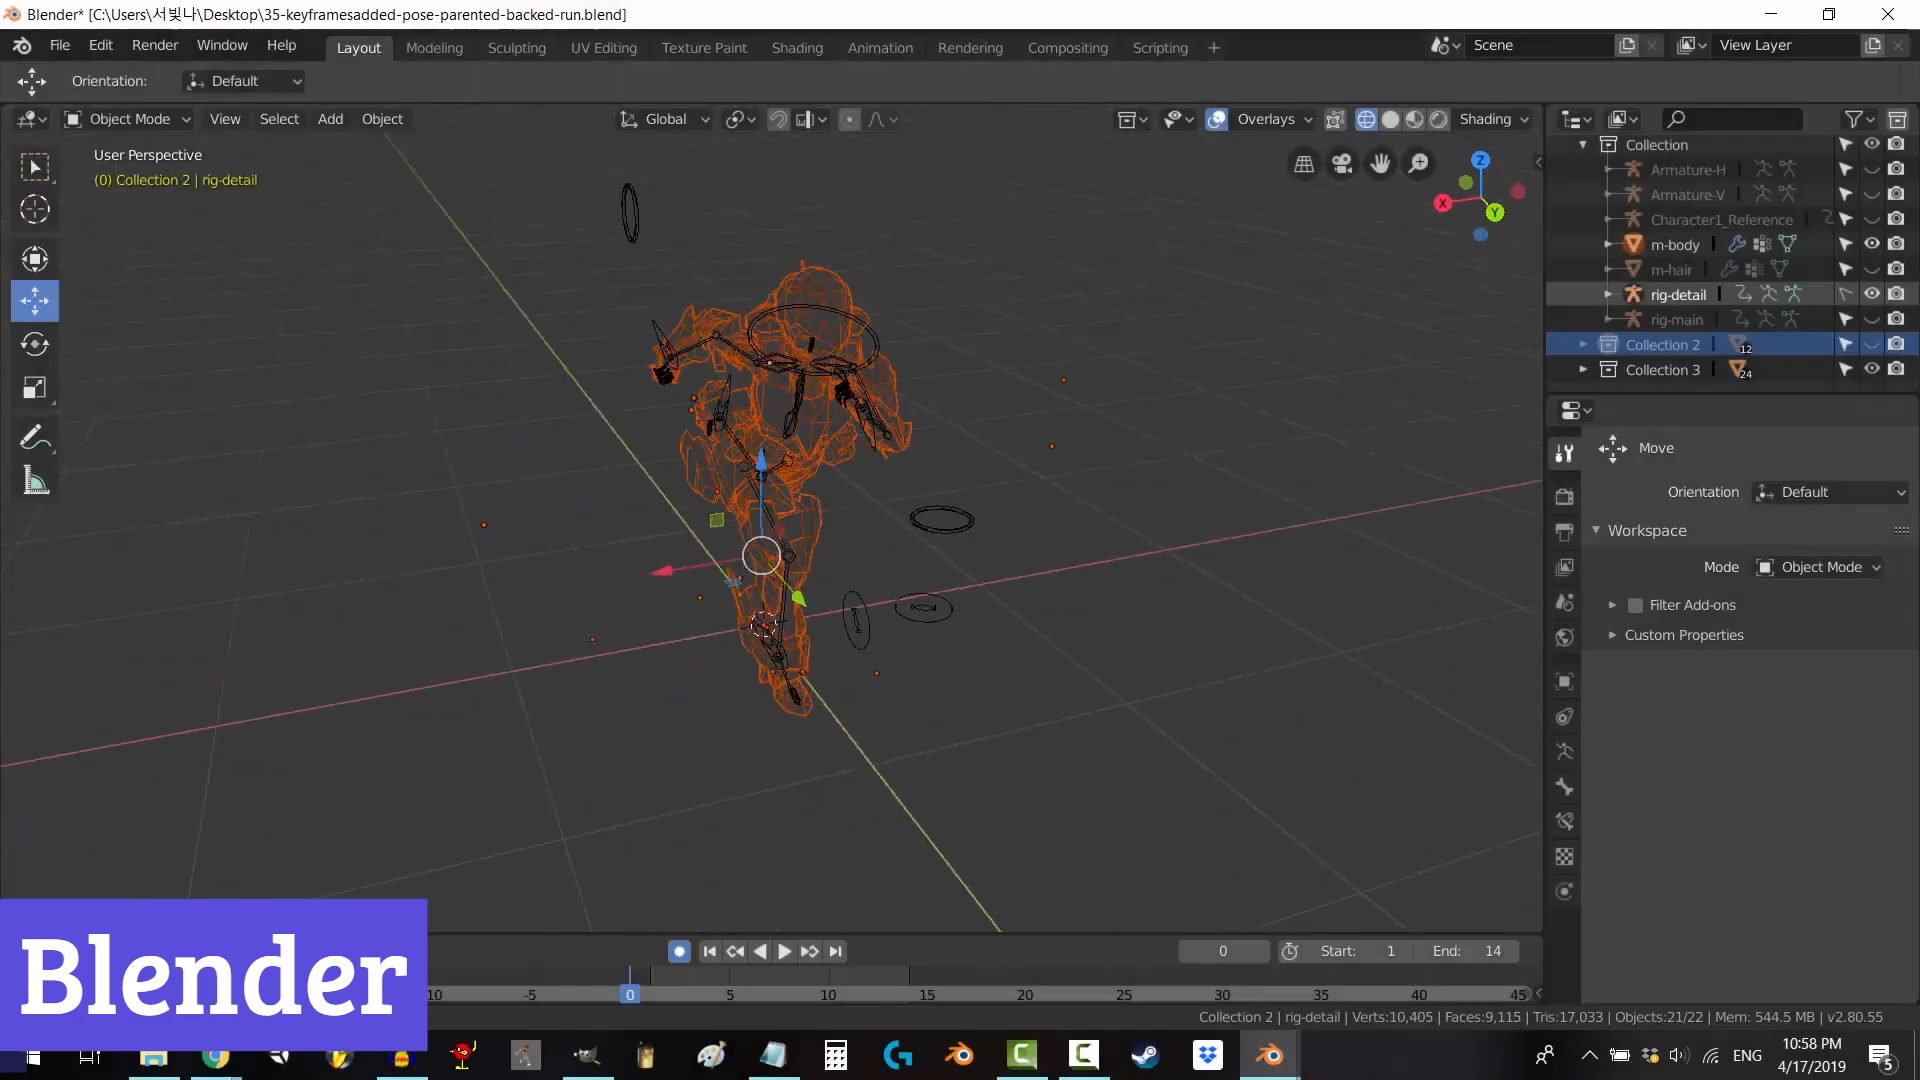 Blender* [C:\Users\서빛나\Desktop\35-keyframesadded-pose-parented-backed-run.blend]
File Edit Render Window Help
Layout Modeling Sculpting UV Editing Texture Paint Shading Animation Rendering Compositing Scripting
Scene
View Layer
Orientation: Default
Object Mode View Select Add Object
Global
Overlays
Shading
User Perspective
(0) Collection 2 | rig-detail
Z
X
Y
Collection
Armature-H
Armature-V
Character1_Reference
m-body
m-hair
rig-detail
rig-main
Collection 2
12
Collection 3
24
Move
Orientation Default
Workspace
Mode Object Mode
Filter Add-ons
Custom Properties
0 Start: 1 End: 14
10 -5 0 5 10 15 20 25 30 35 40 45
Collection 2 | rig-detail | Verts:10,405 | Faces:9,115 | Tris:17,033 | Objects:21/22 | Mem: 544.5 MB | v2.80.55
Blender
ENG
10:58 PM
4/17/2019
5